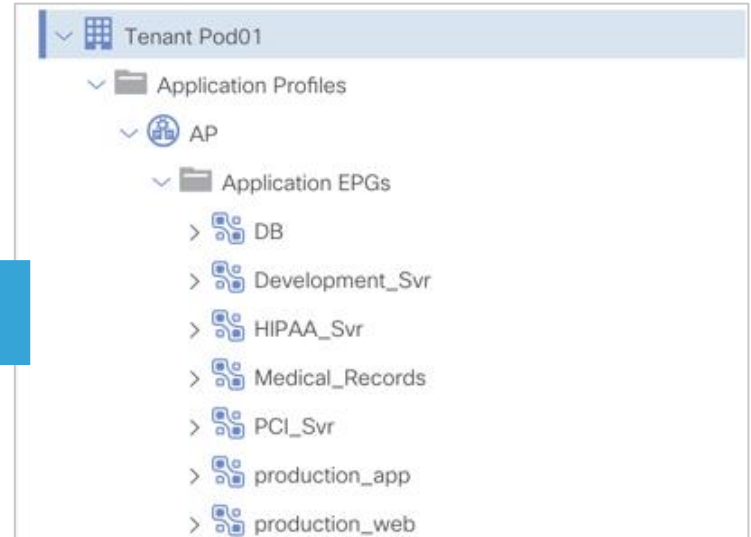 Tenant Pod01
Application Profiles
AP
Application EPGs
DB
Development_Svr
HIPAA_Svr
Medical_Records
PCI_Svr
production_app
production_web